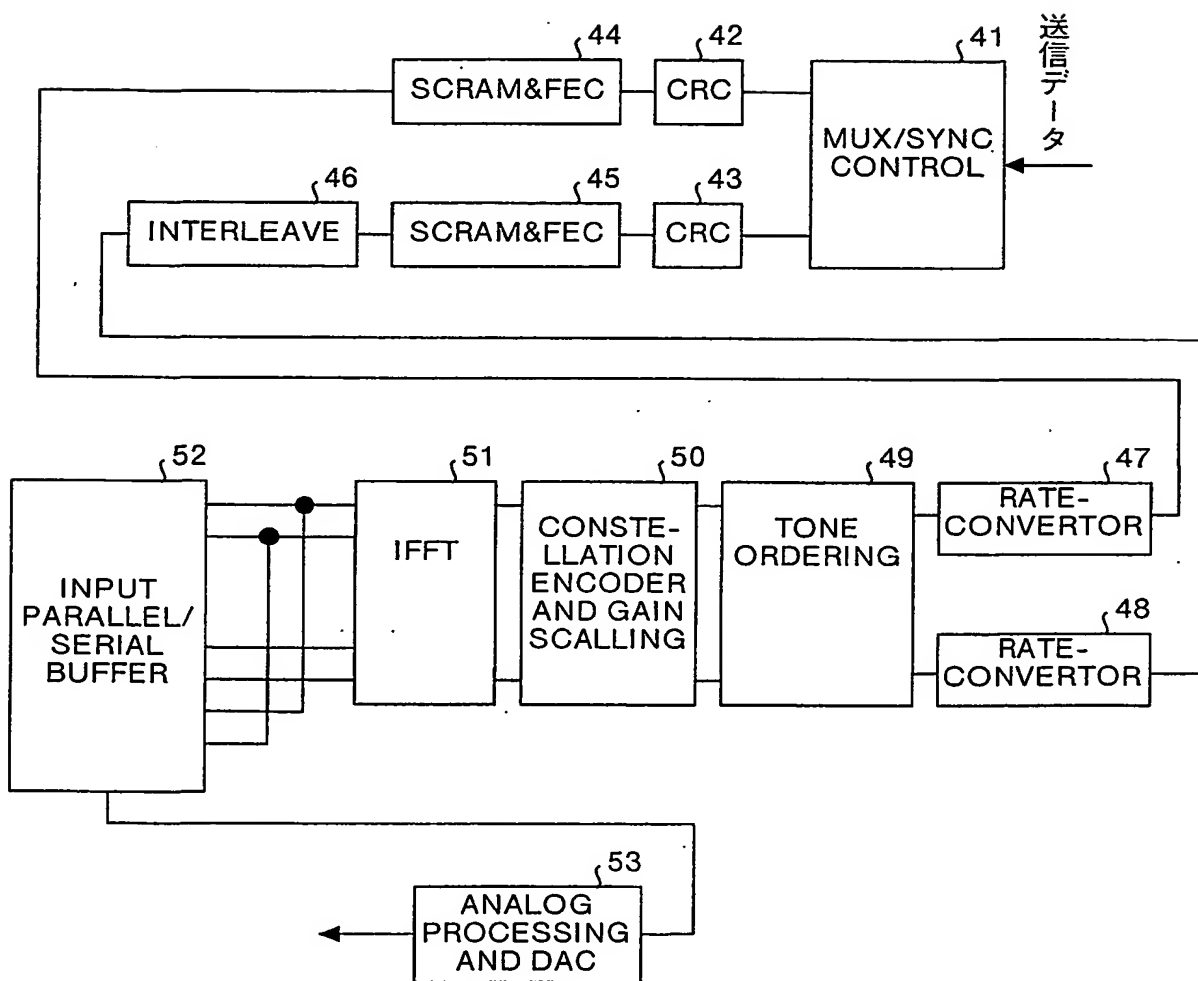 44
SCRAM&FEC
42
CRC
41
MUX/SYNC
CONTROL
送信データ
46
INTERLEAVE
45
SCRAM&FEC
43
CRC
52
INPUT
PARALLEL/
SERIAL
BUFFER
51
IFFT
50
CONSTE-
LLATION
ENCODER
AND GAIN
SCALLING
49
TONE
ORDERING
47
RATE-
CONVERTOR
48
RATE-
CONVERTOR
53
ANALOG
PROCESSING
AND DAC